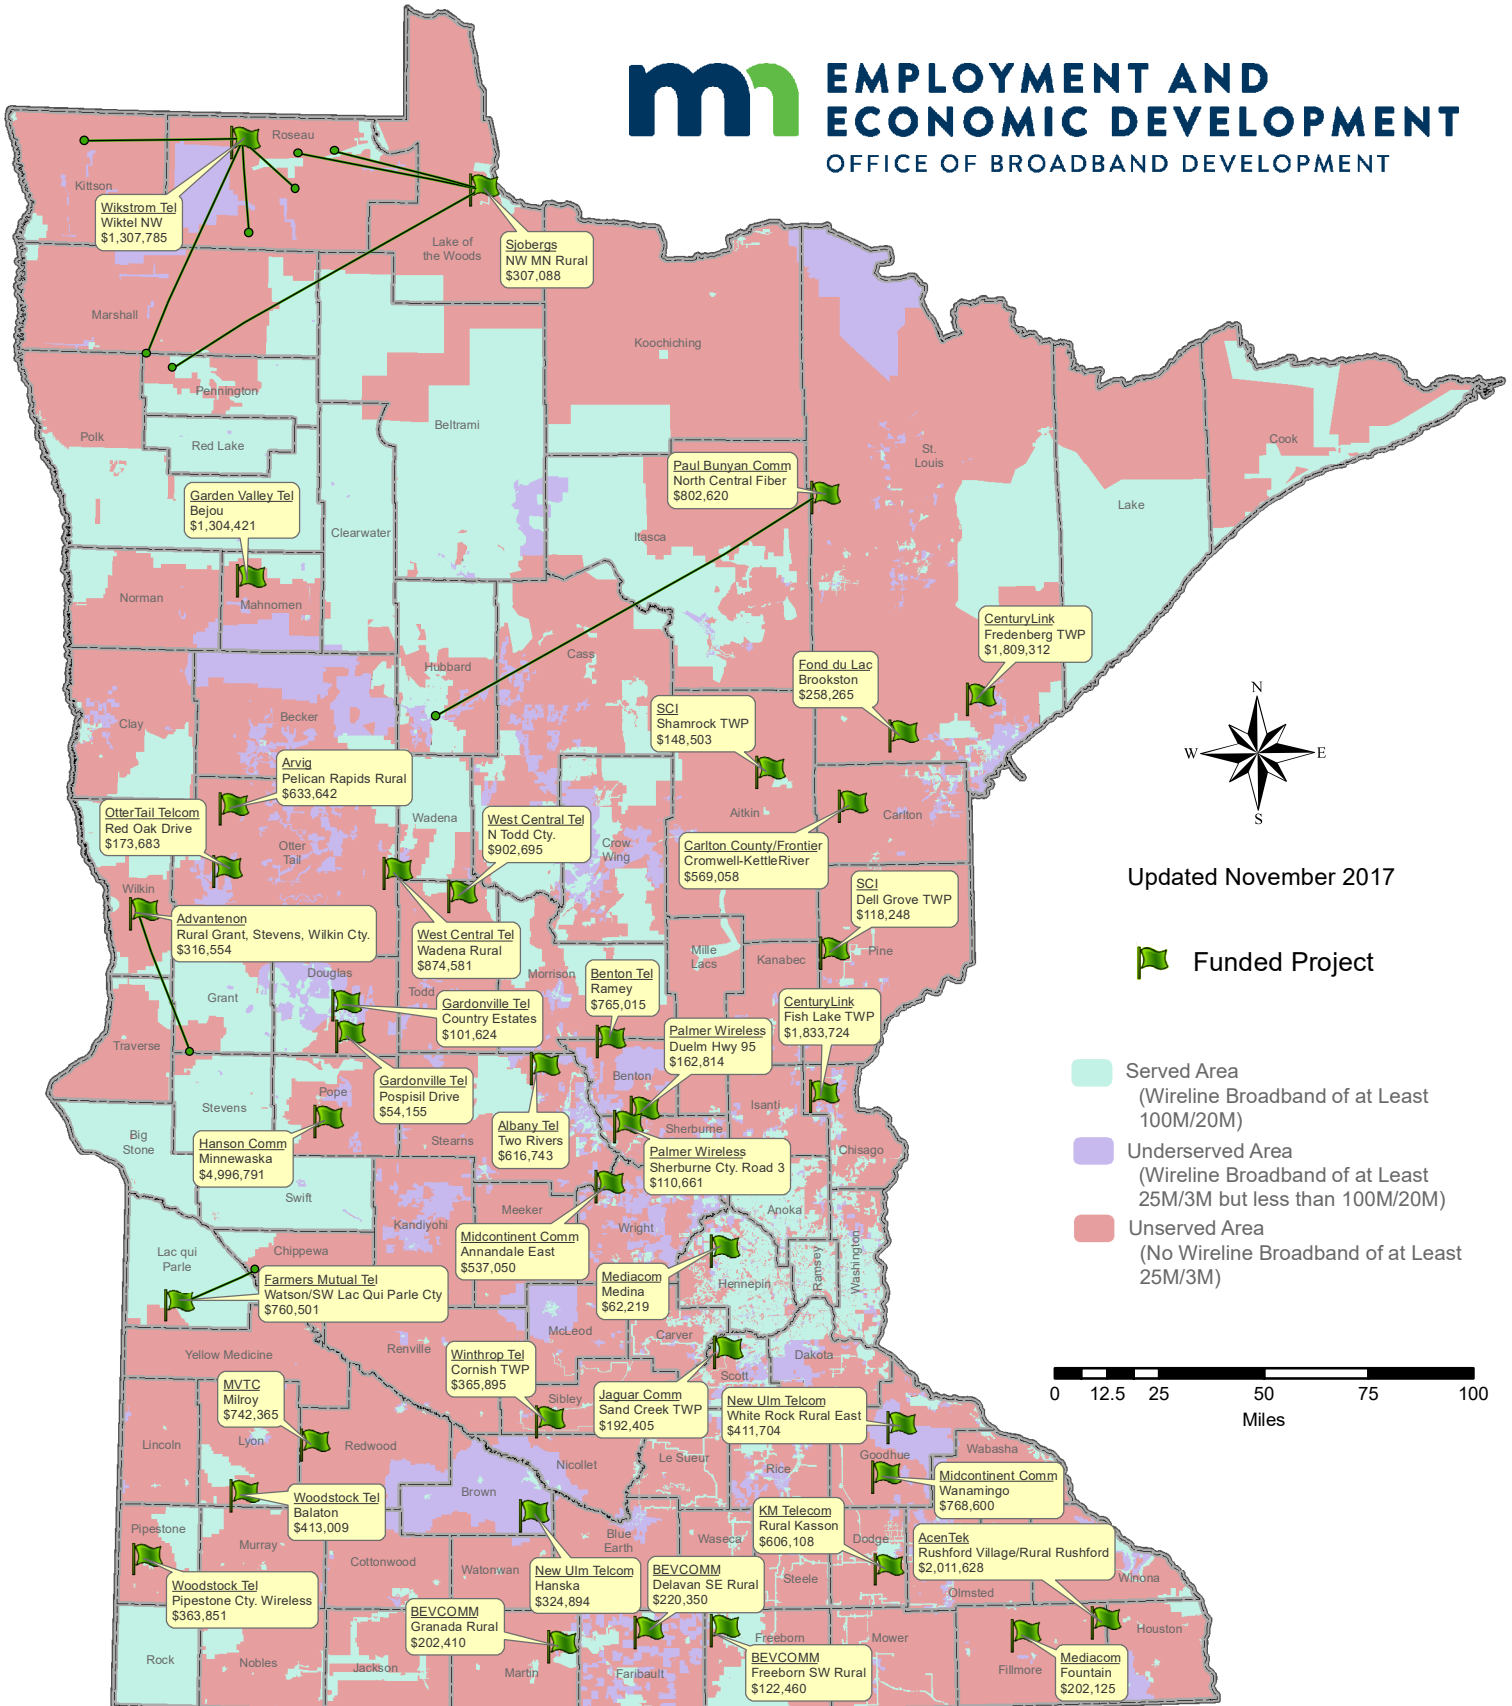 EMPLOYMENT AND
ECONOMIC DEVELOPMENT
OFFICE OF BROADBAND DEVELOPMENT
Roseau
Kittson
Wikstrom Tel
Wiktel NW
$1,307,785
Lake of
the Woods
Sjobergs
NW MN Rural
$307,088
Marshall
Koochiching
Pennington
Polk
Red Lake
Beltrami
St.
Louis
Cook
Lake
Paul Bunyan Comm
North Central Fiber
$802,620
Garden Valley Tel
Bejou
$1,304,421
Clearwater
Itasca
Norman
Mahnomen
CenturyLink
Fredenberg TWP
$1,809,312
Hubbard
Cass
Fond du Lac
Brookston
$258,265
SCI
Shamrock TWP
$148,503
Clay
Becker
N
W
E
S
Arvig
Pelican Rapids Rural
$633,642
OtterTail Telcom
Red Oak Drive
$173,683
Wadena
West Central Tel
N Todd Cty.
$902,695
Aitkin
Carlton
Otter
Tail
Crow
Wing
Carlton County/Frontier
Cromwell-KettleRiver
$569,058
Updated November 2017
Wilkin
SCI
Dell Grove TWP
$118,248
Advantenon
Rural Grant, Stevens, Wilkin Cty.
$316,554
West Central Tel
Wadena Rural
$874,581
Mille
Lacs
Kanabec
Pine
Funded Project
Douglas
Morrison
Benton Tel
Ramey
$765,015
Grant
Todd
Gardonville Tel
Country Estates
$101,624
CenturyLink
Fish Lake TWP
$1,833,724
Palmer Wireless
Duelm Hwy 95
$162,814
Traverse
Served Area
(Wireline Broadband of at Least
100M/20M)
Gardonville Tel
Pospisil Drive
$54,155
Benton
Pope
Stevens
Isanti
Albany Tel
Two Rivers
$616,743
Sherburne
Big
Stone
Hanson Comm
Minnewaska
$4,996,791
Stearns
Chisago
Underserved Area
(Wireline Broadband of at Least
25M/3M but less than 100M/20M)
Palmer Wireless
Sherburne Cty. Road 3
$110,661
Swift
Kandiyohi
Meeker
Wright
Anoka
Unserved Area
(No Wireline Broadband of at Least
25M/3M)
Midcontinent Comm
Annandale East
$537,050
Lac qui
Parle
Chippewa
Ramsey
Washington
Hennepin
Mediacom
Medina
$62,219
Farmers Mutual Tel
Watson/SW Lac Qui Parle Cty
$760,501
McLeod
Carver
Renville
Yellow Medicine
Dakota
Scott
Winthrop Tel
Cornish TWP
$365,895
0 12.5 25 50 75 100
Miles
MVTC
Milroy
$742,365
Sibley
Jaguar Comm
Sand Creek TWP
$192,405
New Ulm Telcom
White Rock Rural East
$411,704
Lincoln
Lyon
Redwood
Nicollet
Le Sueur
Rice
Goodhue
Wabasha
Midcontinent Comm
Wanamingo
$768,600
Woodstock Tel
Balaton
$413,009
Brown
KM Telecom
Rural Kasson
$606,108
Pipestone
Murray
Cottonwood
Watonwan
Blue
Earth
Waseca
Steele
Dodge
AcenTek
Rushford Village/Rural Rushford
$2,011,628
Olmsted
Winona
Woodstock Tel
Pipestone Cty. Wireless
$363,851
New Ulm Telcom
Hanska
$324,894
BEVCOMM
Delavan SE Rural
$220,350
BEVCOMM
Granada Rural
$202,410
Freeborn
Mower
Houston
BEVCOMM
Freeborn SW Rural
$122,460
Rock
Nobles
Jackson
Martin
Faribault
Fillmore
Mediacom
Fountain
$202,125